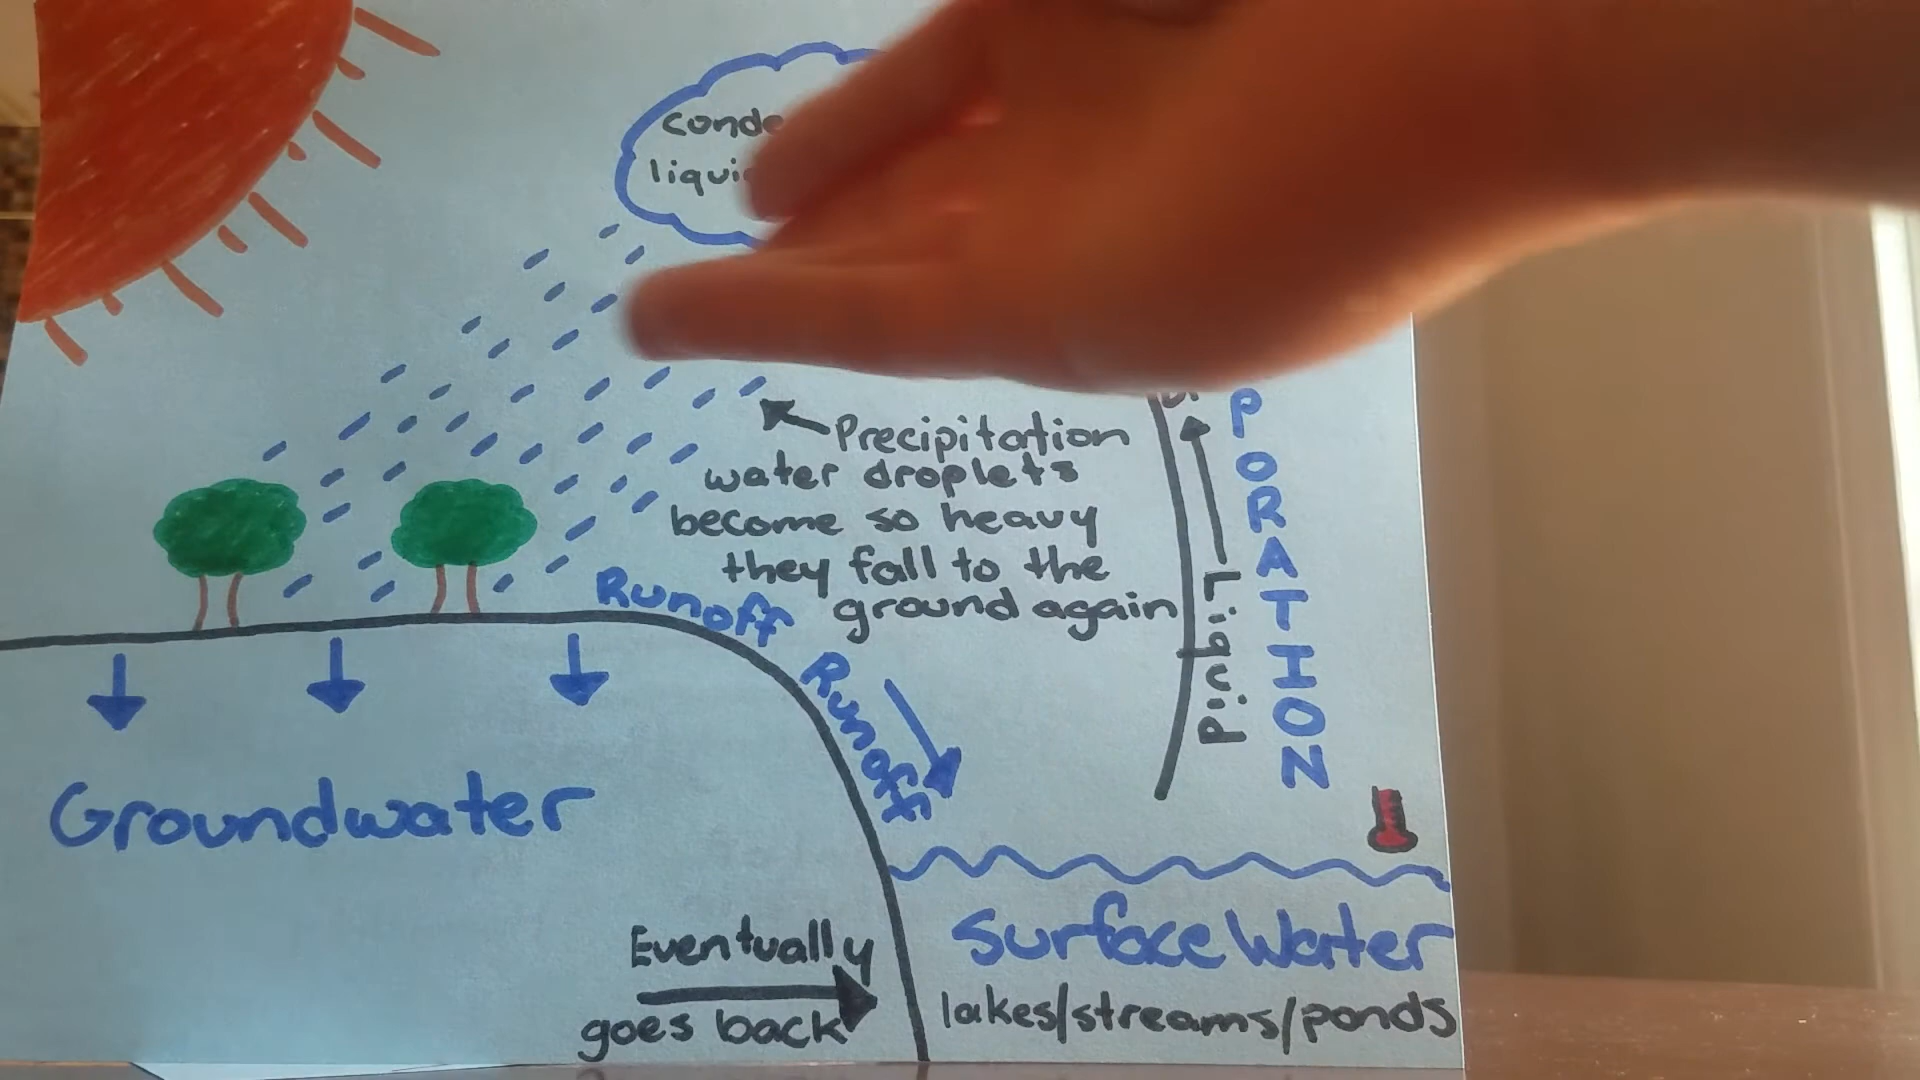 conde
liqui
Precipitation
water droplets
become so heavy
they fall to the
ground again
Runoff
Runoff
Liquid
PORATION
Groundwater
Eventually
goes back
Surface Water
lakes/streams/ponds